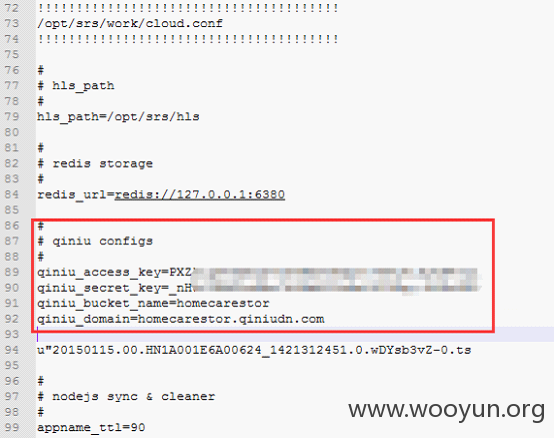 72 !!!!!!!!!!!!!!!!!!!!!!!!!!!!!!!!!!!!!!!
73 /opt/srs/work/cloud.conf
74 !!!!!!!!!!!!!!!!!!!!!!!!!!!!!!!!!!!!!!!
75
76 #
77 # hls_path
78 #
79 hls_path=/opt/srs/hls
80
81 #
82 # redis storage
83 #
84 redis_url=redis://127.0.0.1:6380
85
86 #
87 # qiniu configs
88 #
89 qiniu_access_key=PXZ
90 qiniu_secret_key=_nH
91 qiniu_bucket_name=homecarestor
92 qiniu_domain=homecarestor.qiniudn.com
93
94 u"20150115.00.HN1A001E6A00624_1421312451.0.wDYsb3vZ-0.ts
95
96 #
97 # nodejs sync & cleaner
98 #
99 appname_ttl=90
www.wooyun.org